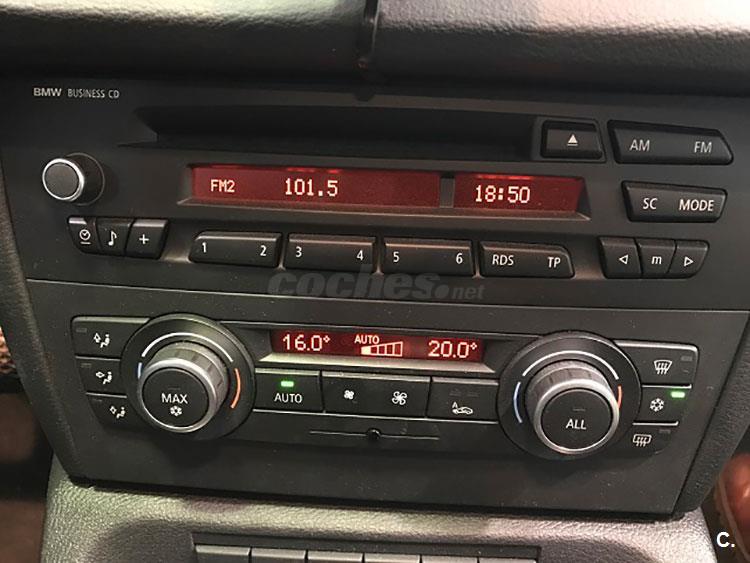 BMW BUSINESS CD
AM FM
FM2 101.5 18:50
SC MODE
1 2 3 4 5 6 RDS TP m
coches.net
16.0° AUTO 20.0°
MAX AUTO A ALL
C.